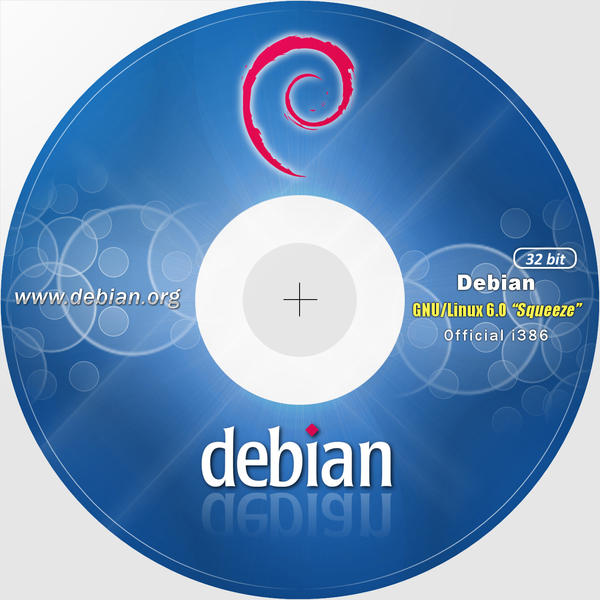 www.debian.org
32 bit
Debian
GNU/Linux 6.0 “Squeeze”
Official i386
debian